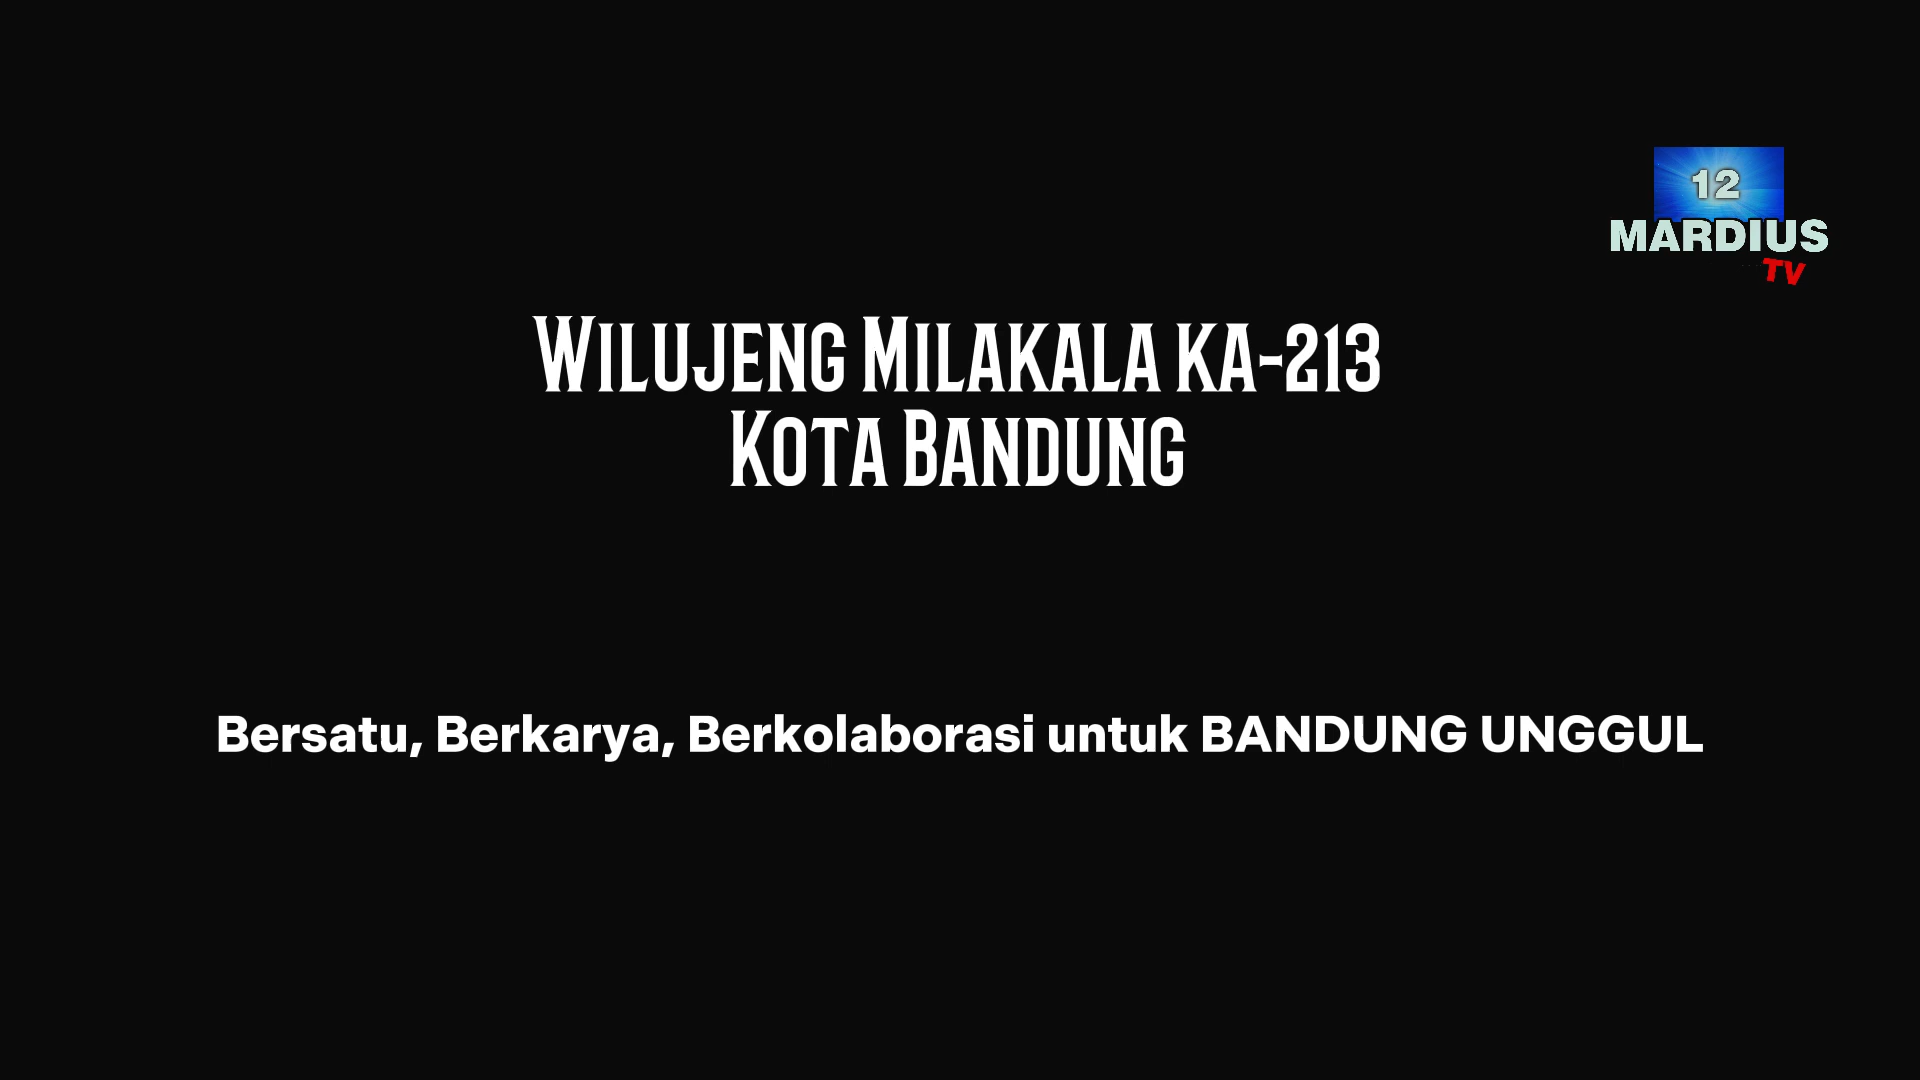 12
MARDIUS
TV
WILUJENG MILAKALA KA-213
KOTA BANDUNG
Bersatu, Berkarya, Berkolaborasi untuk BANDUNG UNGGUL